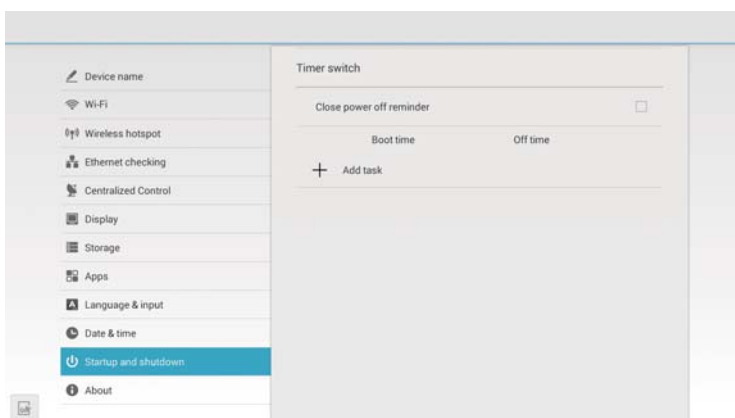 Device name
Wi-Fi
Wireless hotspot
Ethernet checking
Centralized Control
Display
Storage
Apps
Language & input
Date & time
Startup and shutdown
About
Timer switch
Close power off reminder
Boot time Off time
Add task